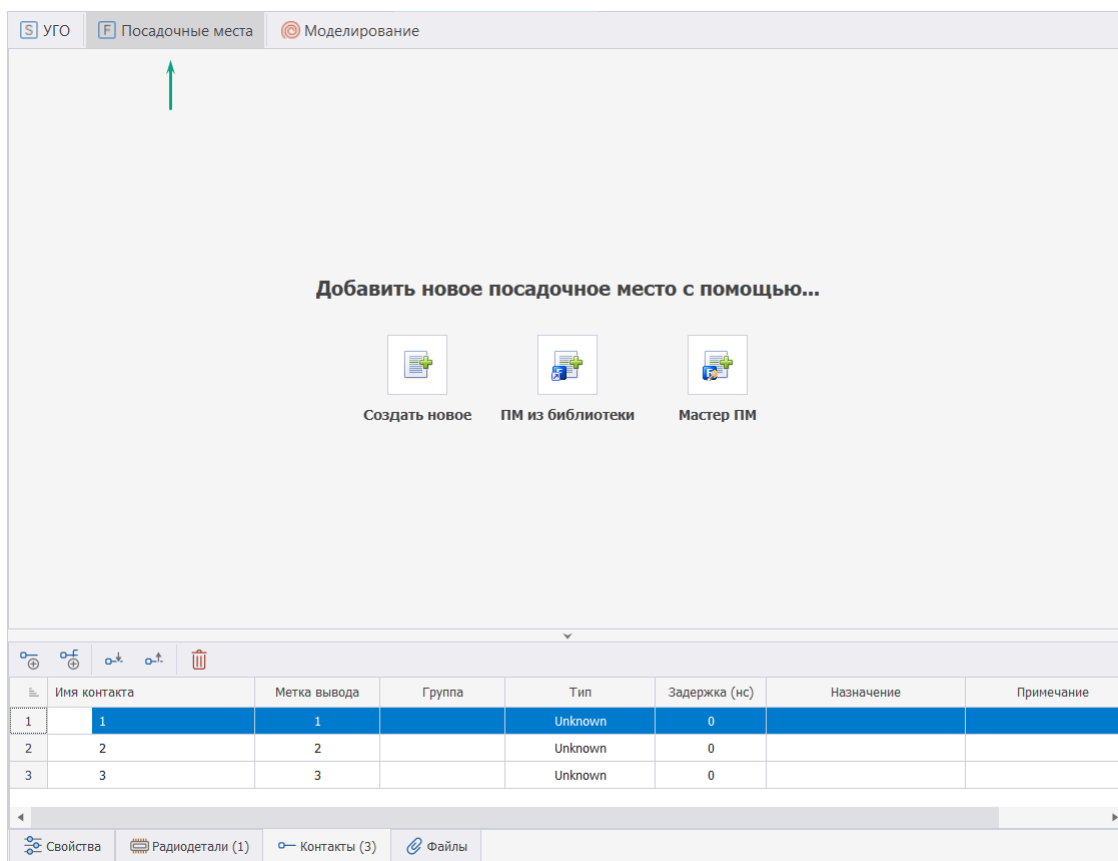 S УГО F Посадочные места Моделирование
Добавить новое посадочное место с помощью...
Создать новое ПМ из библиотеки Мастер ПМ
Имя контакта Метка вывода Группа Тип Задержка (нс) Назначение Примечание
1 1 1 Unknown 0
2 2 2 Unknown 0
3 3 3 Unknown 0
Свойства Радиодетали (1) Контакты (3) Файлы